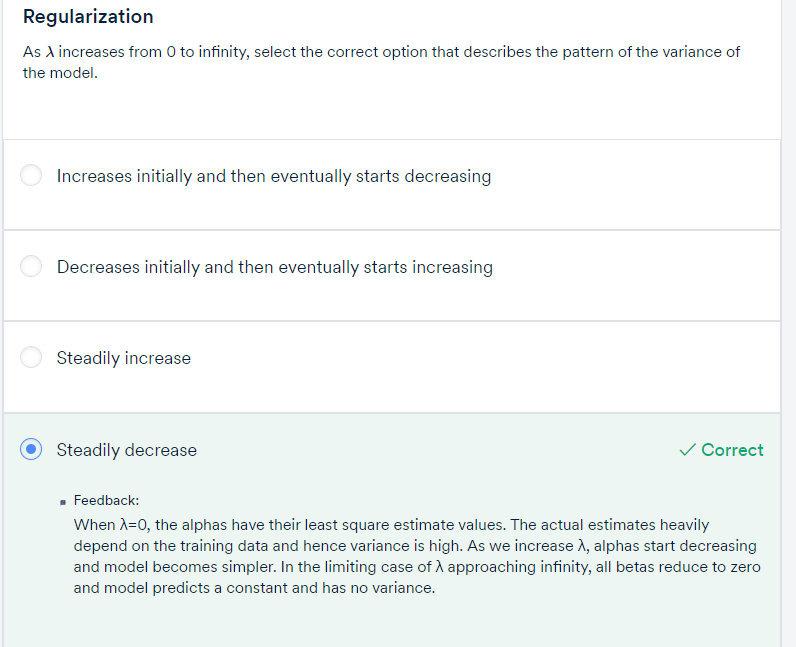 Regularization
As λ increases from 0 to infinity, select the correct option that describes the pattern of the variance of
the model.
Increases initially and then eventually starts decreasing
Decreases initially and then eventually starts increasing
Steadily increase
Steadily decrease
Correct
Feedback:
When λ=0, the alphas have their least square estimate values. The actual estimates heavily
depend on the training data and hence variance is high. As we increase λ, alphas start decreasing
and model becomes simpler. In the limiting case of λ approaching infinity, all betas reduce to zero
and model predicts a constant and has no variance.